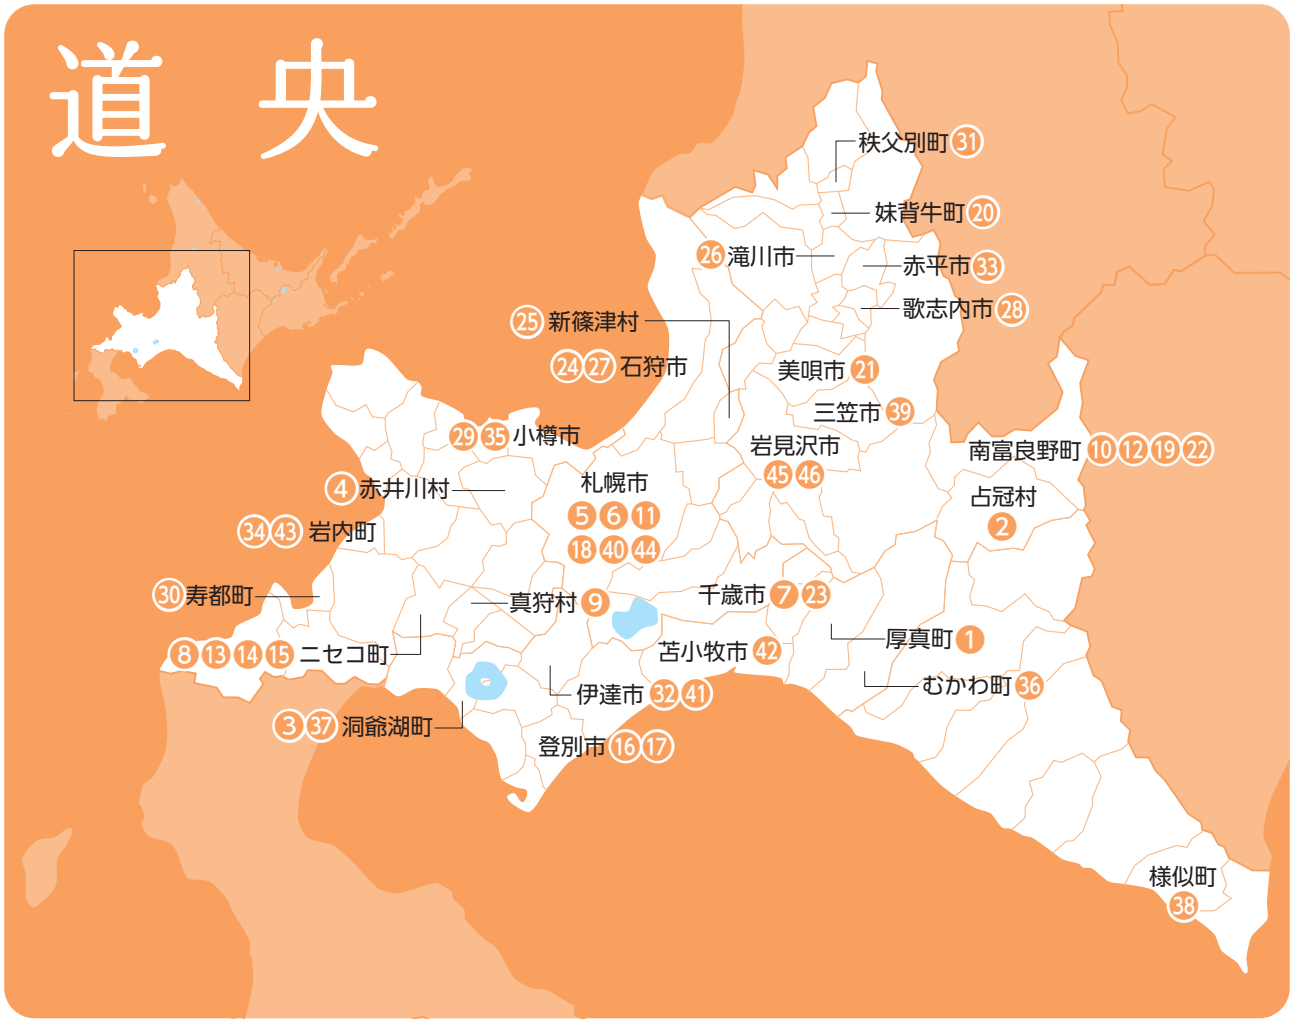 道央
秩父別町 31
妹背牛町 20
26 滝川市
赤平市 33
歌志内市 28
25 新篠津村
24 27 石狩市
美唄市 21
三笠市 39
29 35 小樽市
岩見沢市
45 46
南富良野町 10 12 19 22
札幌市
5 6 11
18 40 44
4 赤井川村
占冠村
2
34 43 岩内町
30 寿都町
真狩村 9
千歳市 7 23
厚真町 1
8 13 14 15 ニセコ町
苫小牧市 42
むかわ町 36
伊達市 32 41
3 37 洞爺湖町
登別市 16 17
様似町
38